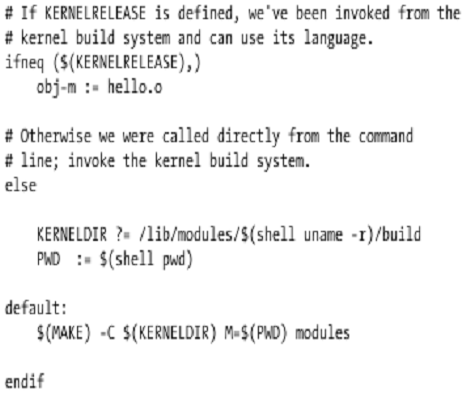 # If KERNELRELEASE is defined, we've been invoked from the
# kernel build system and can use its language.
ifneq ($(KERNELRELEASE),)
    obj-m := hello.o

# Otherwise we were called directly from the command
# line; invoke the kernel build system.
else

    KERNELDIR ?= /lib/modules/$(shell uname -r)/build
    PWD  := $(shell pwd)

default:
    $(MAKE) -C $(KERNELDIR) M=$(PWD) modules

endif